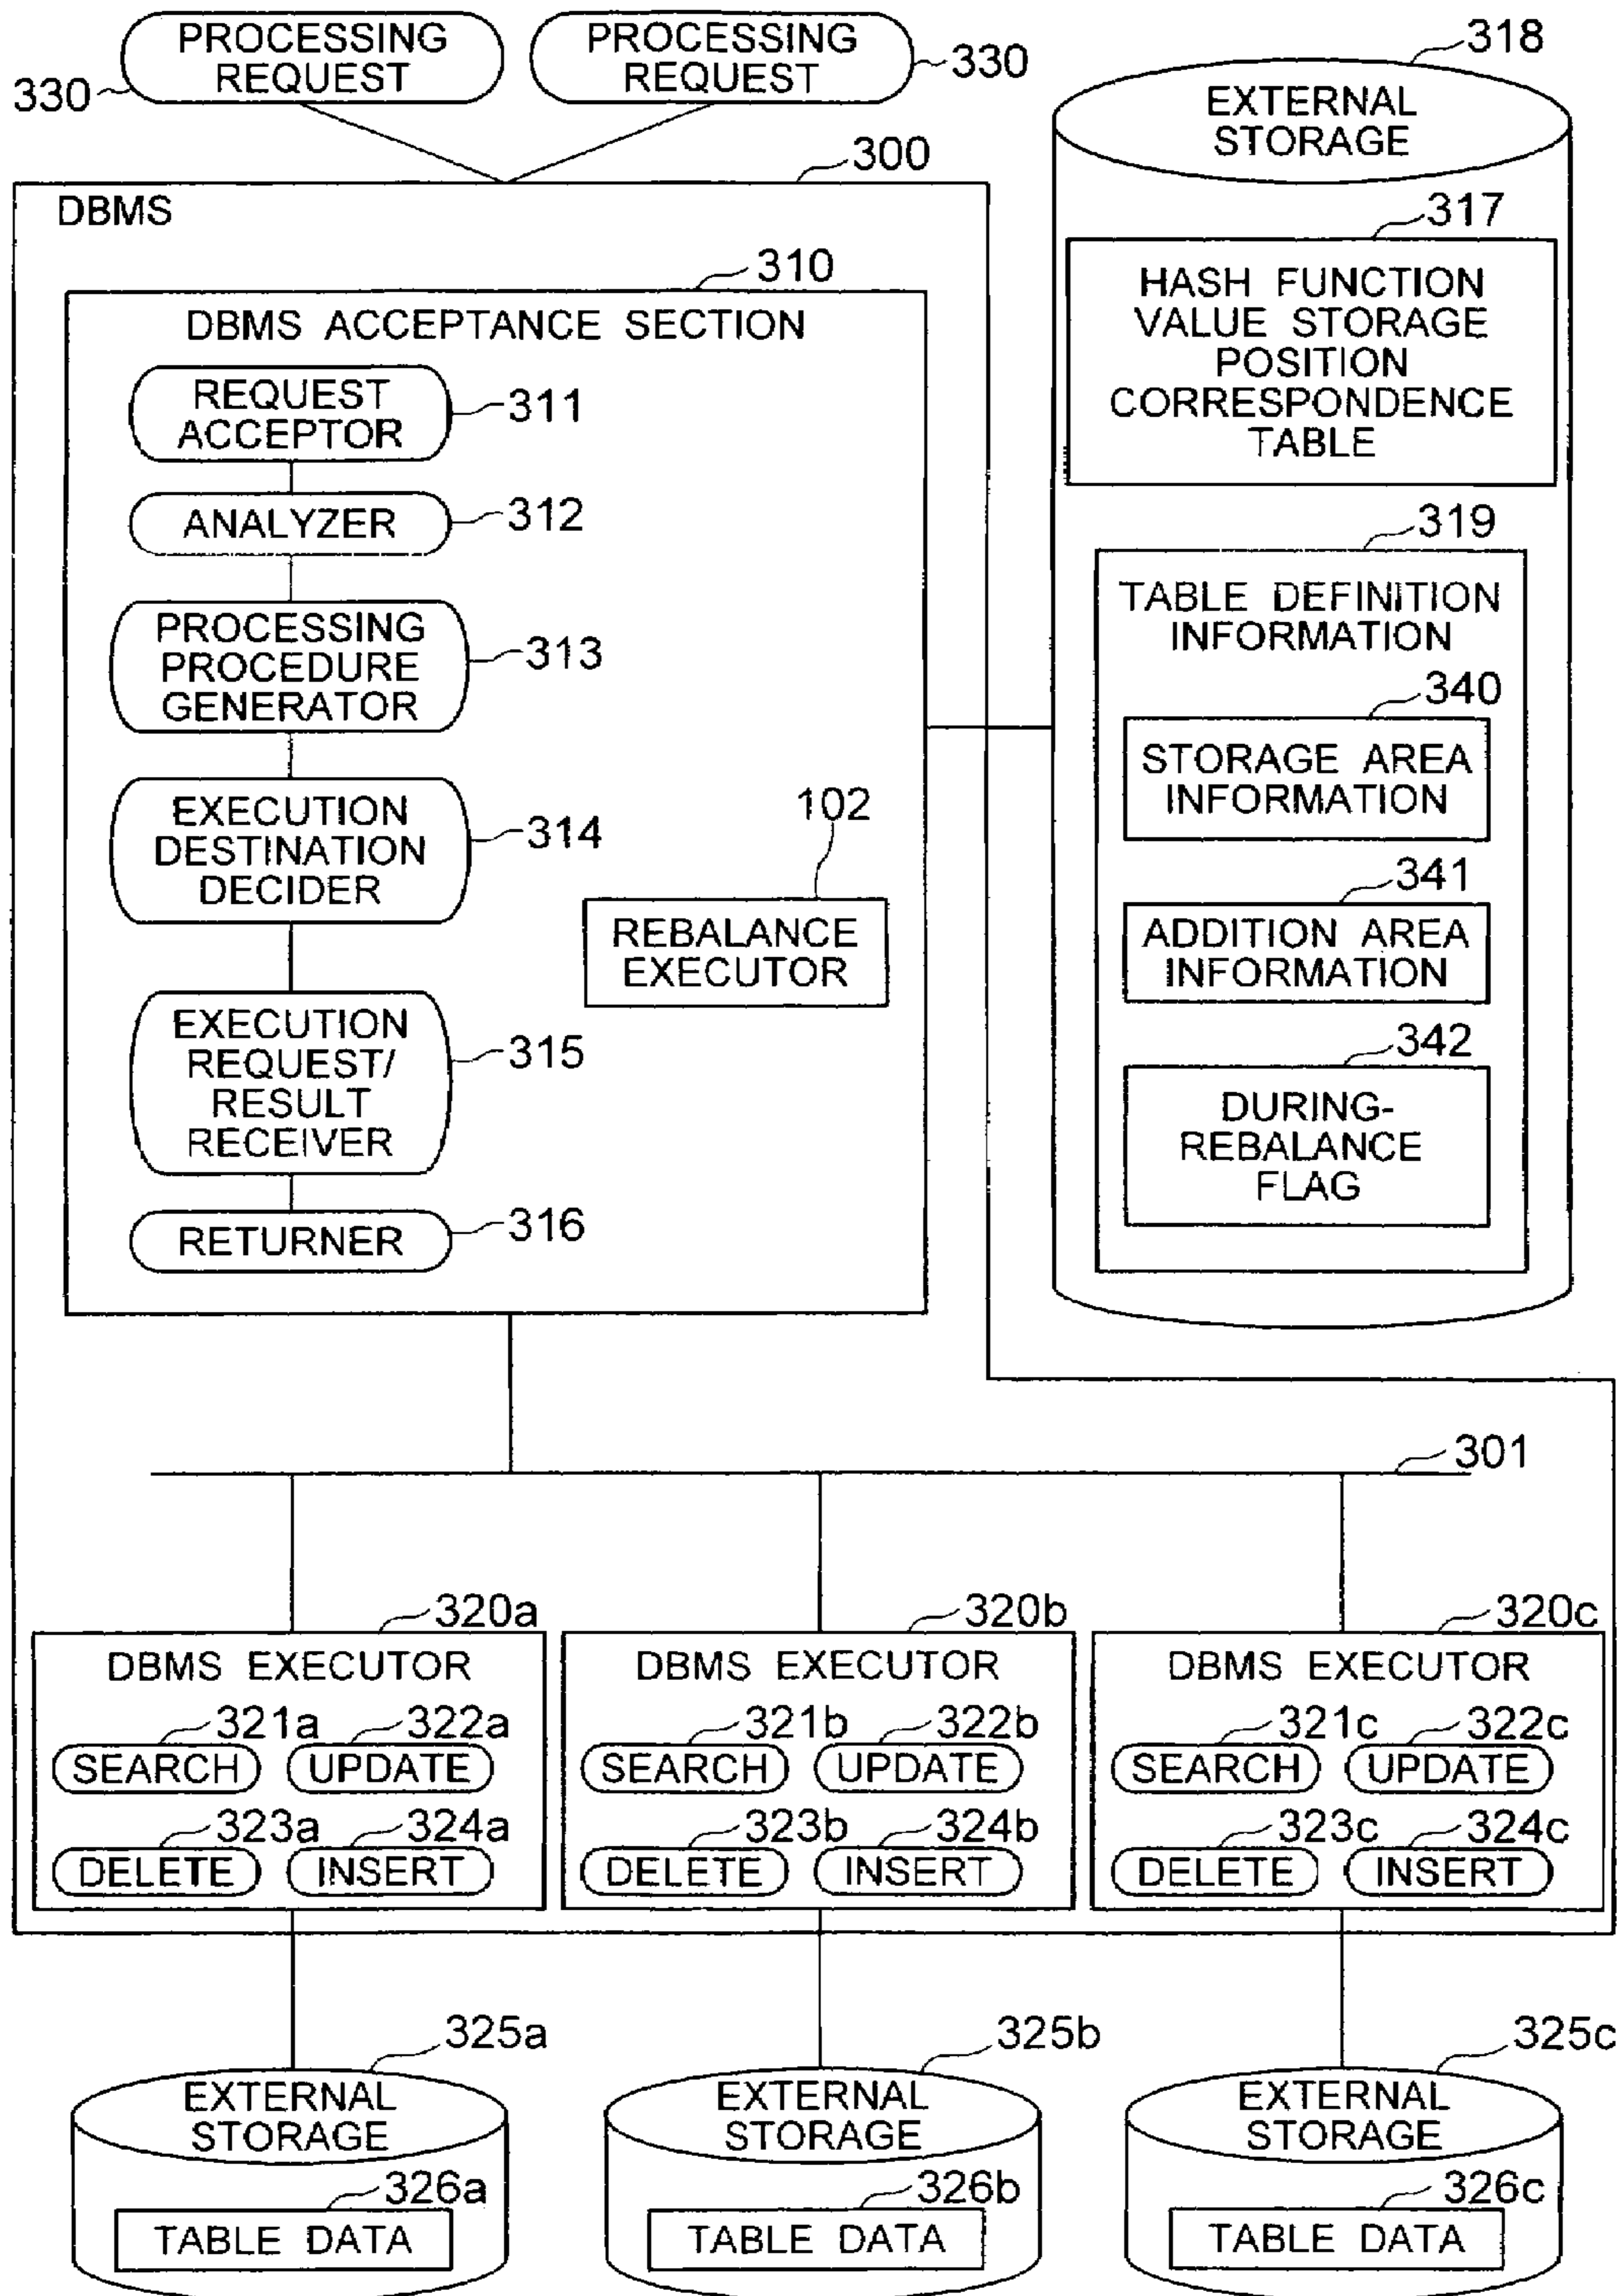 PROCESSING
REQUEST
330
PROCESSING
REQUEST
330
318
EXTERNAL
STORAGE
300
DBMS
317
HASH FUNCTION
VALUE STORAGE
POSITION
CORRESPONDENCE
TABLE
310
DBMS ACCEPTANCE SECTION
REQUEST
ACCEPTOR
311
ANALYZER
312
PROCESSING
PROCEDURE
GENERATOR
313
EXECUTION
DESTINATION
DECIDER
314
102
REBALANCE
EXECUTOR
EXECUTION
REQUEST/
RESULT
RECEIVER
315
RETURNER
316
319
TABLE DEFINITION
INFORMATION
340
STORAGE AREA
INFORMATION
341
ADDITION AREA
INFORMATION
342
DURING-
REBALANCE
FLAG
301
320a
DBMS EXECUTOR
321a
322a
SEARCH
UPDATE
323a
324a
DELETE
INSERT
320b
DBMS EXECUTOR
321b
322b
SEARCH
UPDATE
323b
324b
DELETE
INSERT
320c
DBMS EXECUTOR
321c
322c
SEARCH
UPDATE
323c
324c
DELETE
INSERT
325a
EXTERNAL
STORAGE
326a
TABLE DATA
325b
EXTERNAL
STORAGE
326b
TABLE DATA
325c
EXTERNAL
STORAGE
326c
TABLE DATA